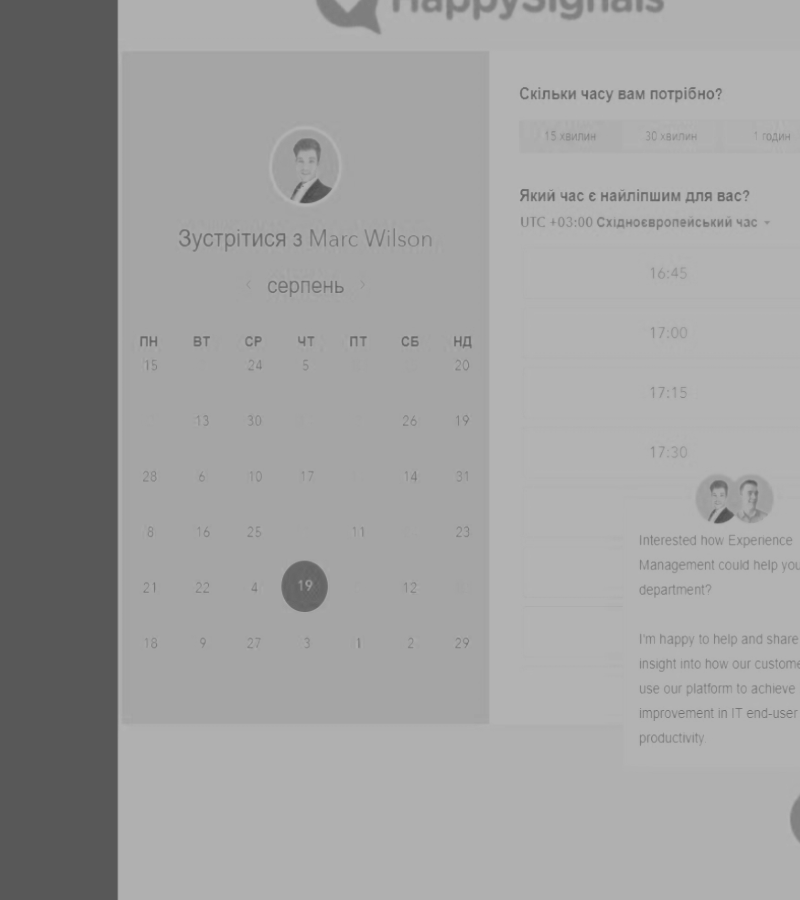 HappySignals
Зустрітися з Marc Wilson
серпень
ПН ВТ СР ЧТ ПТ СБ НД
15 24 5 20
13 30 26 19
28 6 10 17 14 31
8 16 25 11 23
21 22 4 19 12
18 9 27 3 1 2 29
Скільки часу вам потрібно?
15 хвилин 30 хвилин 1 годин
Який час є найліпшим для вас?
UTC +03:00 Східноєвропейський час
16:45
17:00
17:15
17:30
Interested how Experience
Management could help you
department?
I'm happy to help and share
insight into how our custome
use our platform to achieve
improvement in IT end-user
productivity.